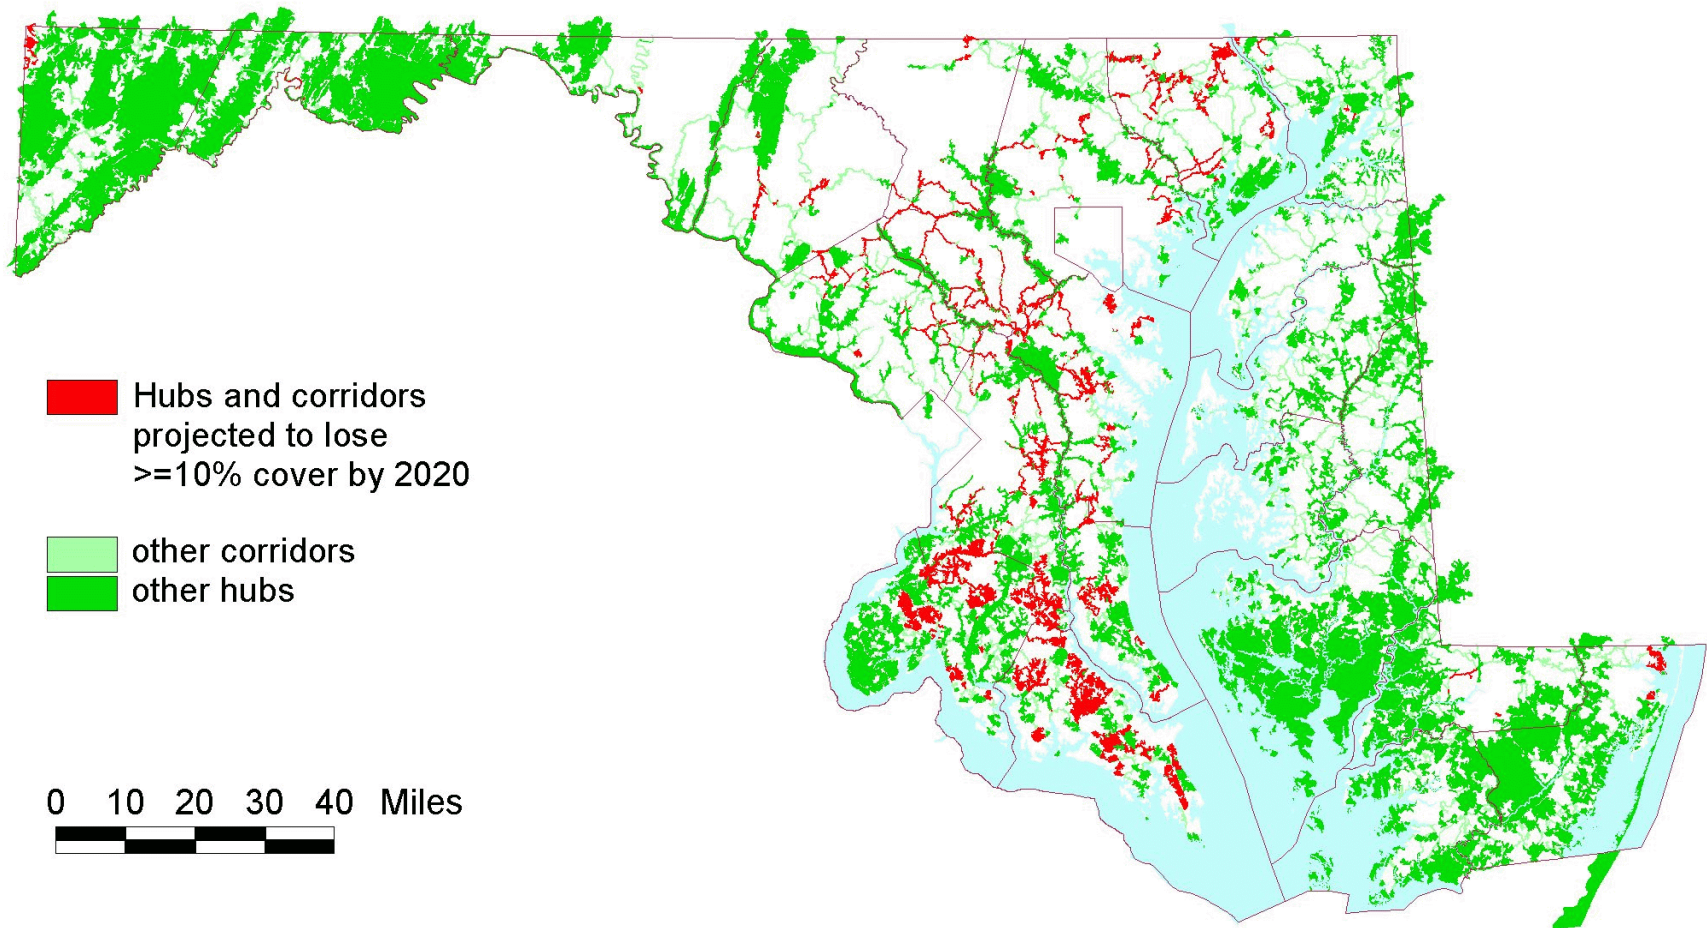 Hubs and corridors
projected to lose
>=10% cover by 2020
other corridors
other hubs
0 10 20 30 40 Miles